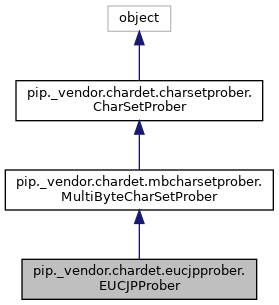 object
pip._vendor.chardet.charsetprober.
CharSetProber
pip._vendor.chardet.mbcharsetprober.
MultiByteCharSetProber
pip._vendor.chardet.eucjpprober.
EUCJPProber